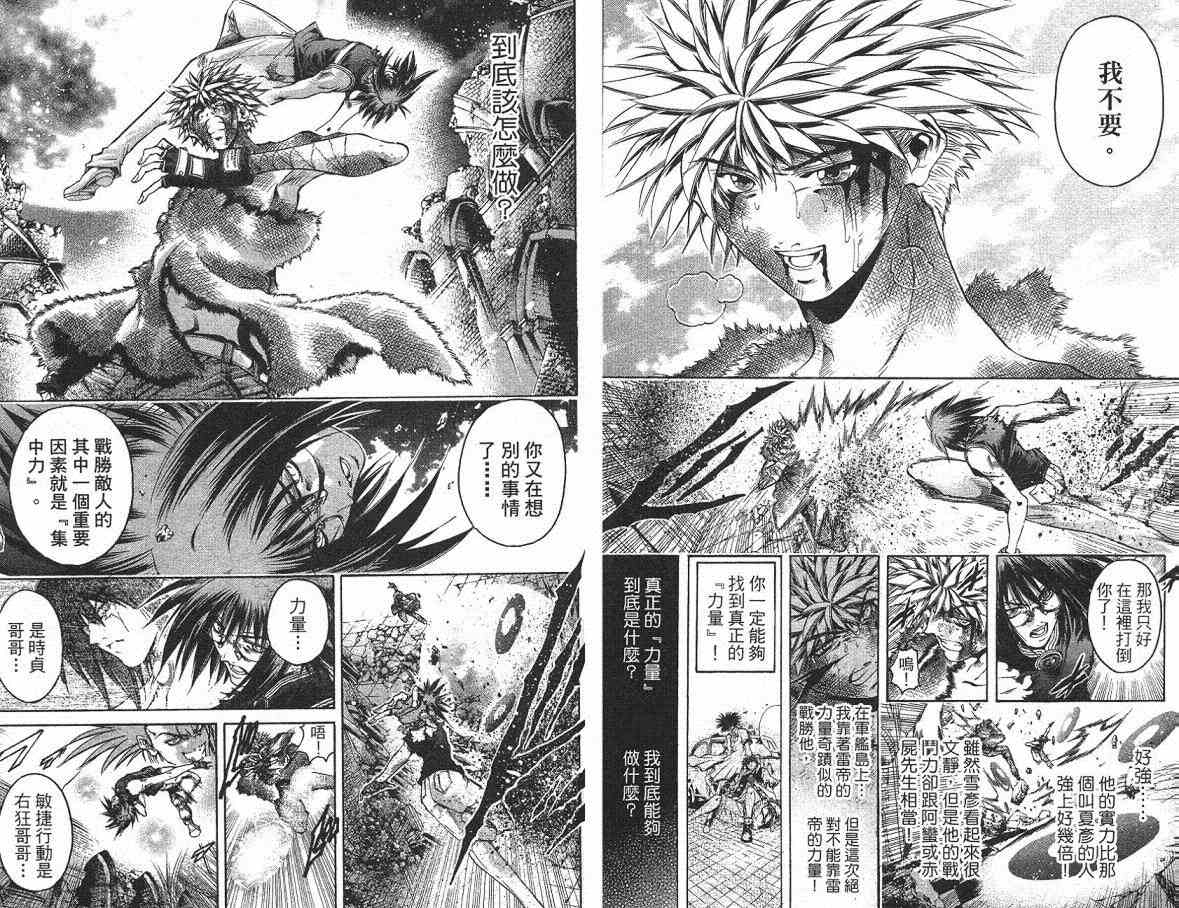 我不要。
那我只好
在這裡打倒
你了！
嗚！
好強……
他的實力比那
個叫夏彥的人
強上好幾倍！
雖然雪彥看起來很
文靜，但是他的戰
鬥力卻跟阿蠻或亦
屍先生相當！
在軍艦島上…
我靠著雷帝的
力量奇蹟似的
戰勝他，
但是這次絕
對不能靠雷
帝的力量！
你一定能夠
找到真正的
『力量』！
真正的『力量』
到底是什麼？
我到底能夠
做什麼？
到底該怎麼做？
你又在想
別的事情
了………
戰勝敵人的
其中一個重要
因素就是『集
中力』。
力量…
是時貞
哥哥…
唔！
敏捷行動是
右狂哥哥…